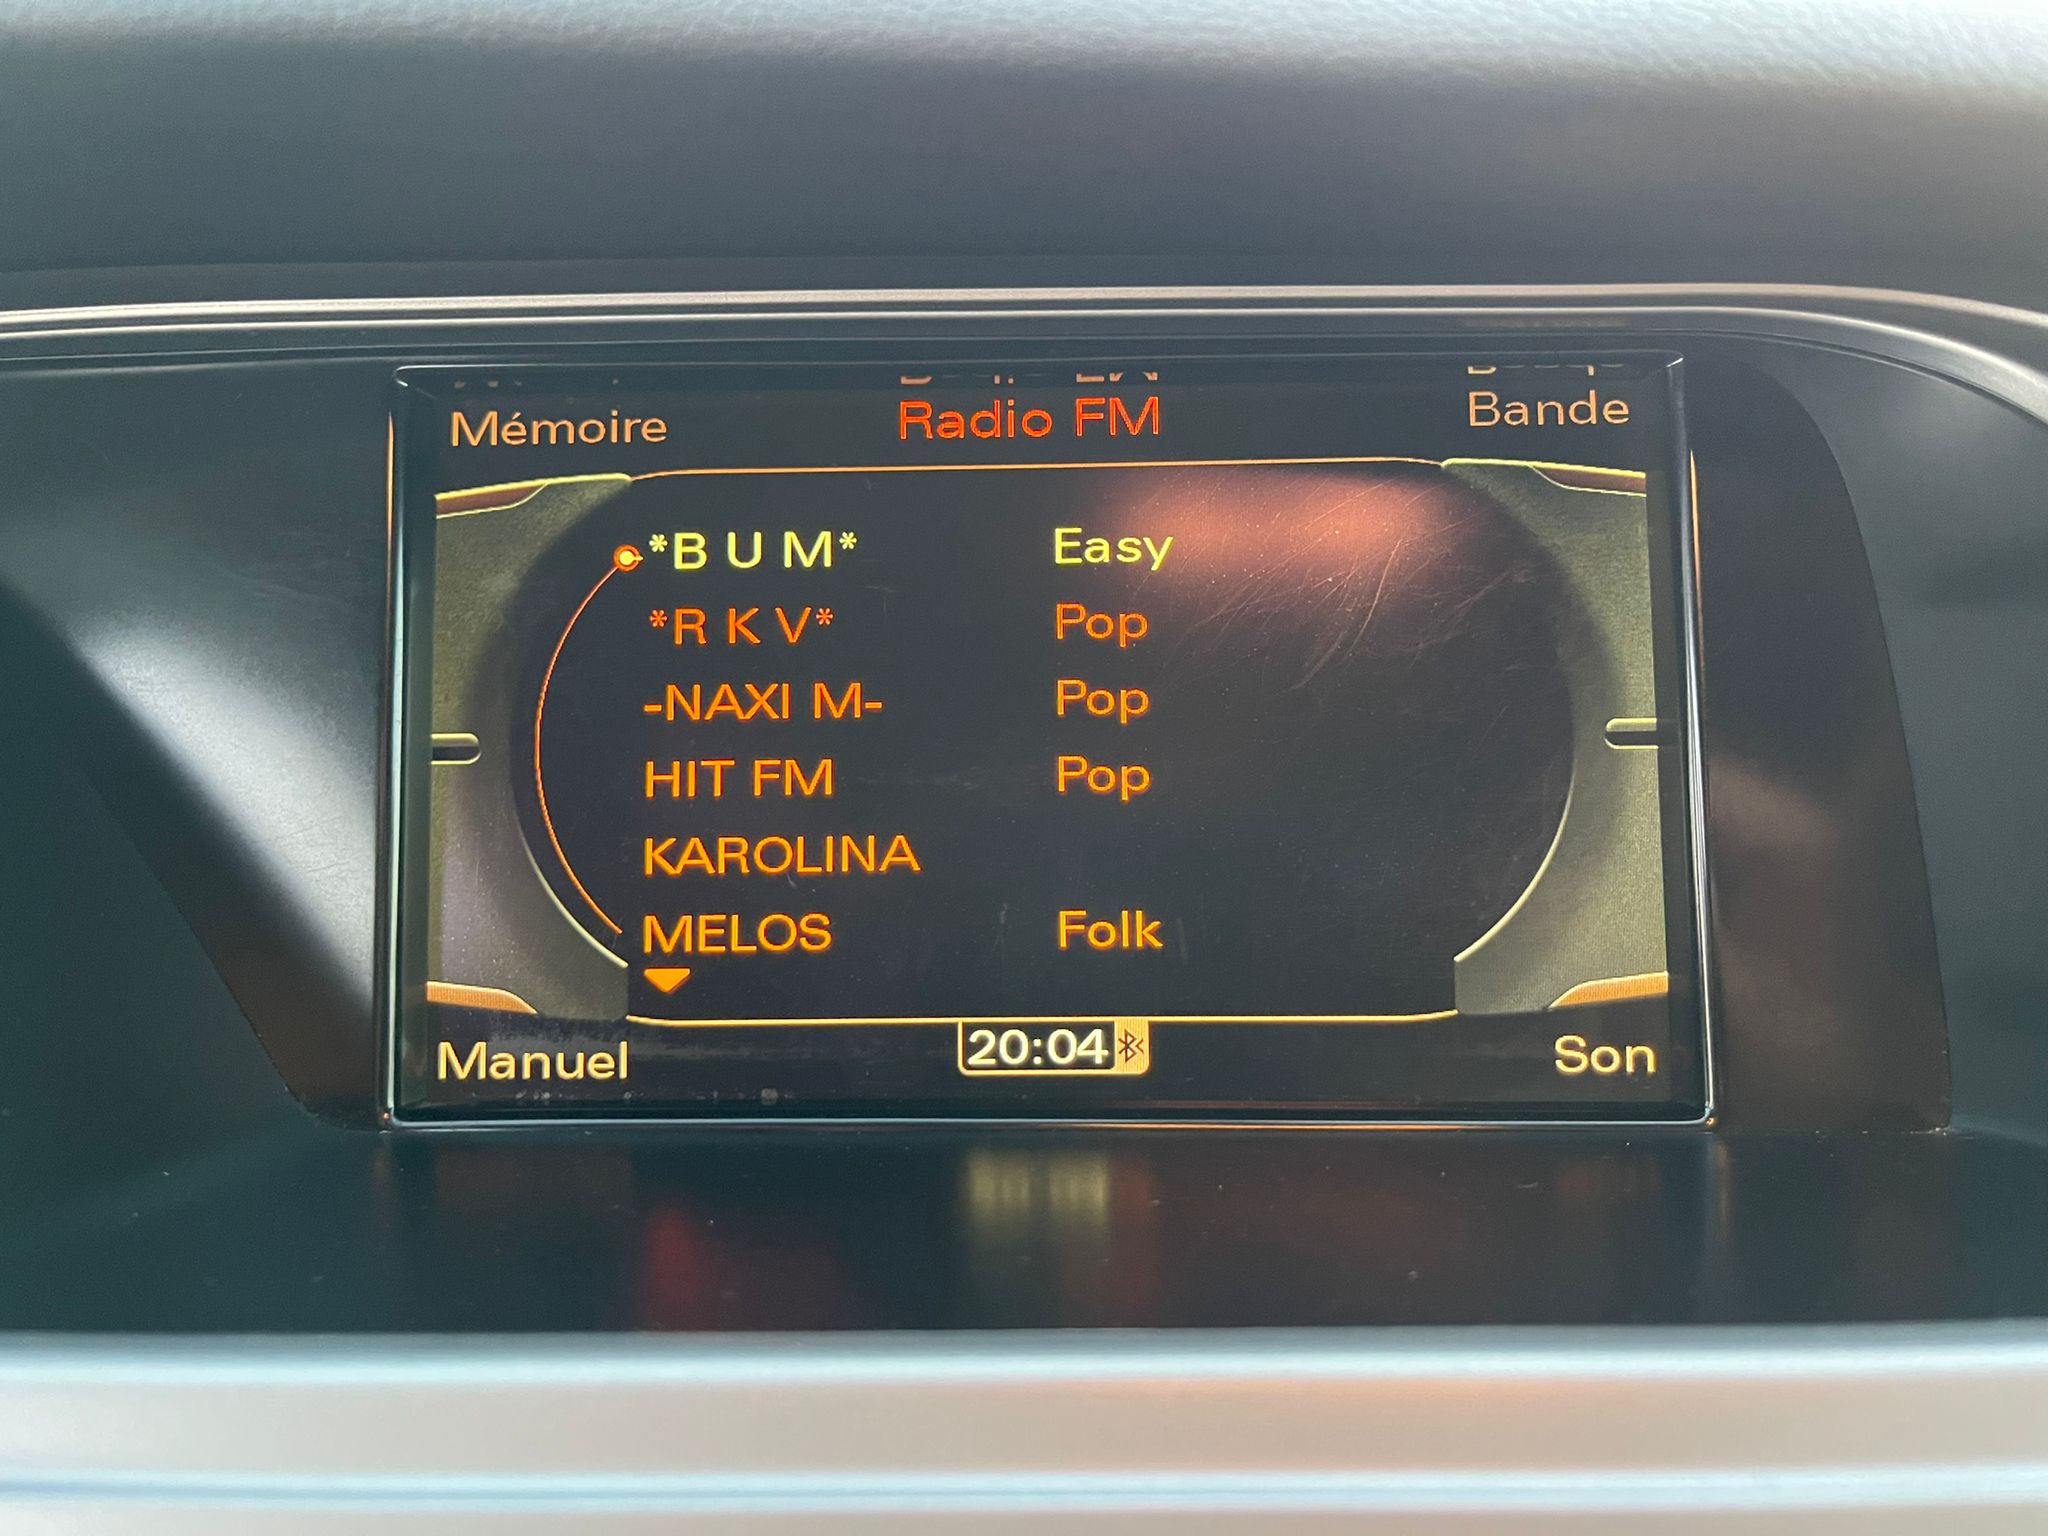 Mémoire Radio FM Bande
*B U M* Easy
*R K V* Pop
-NAXI M- Pop
HIT FM Pop
KAROLINA
MELOS Folk
Manuel 20:04 Son